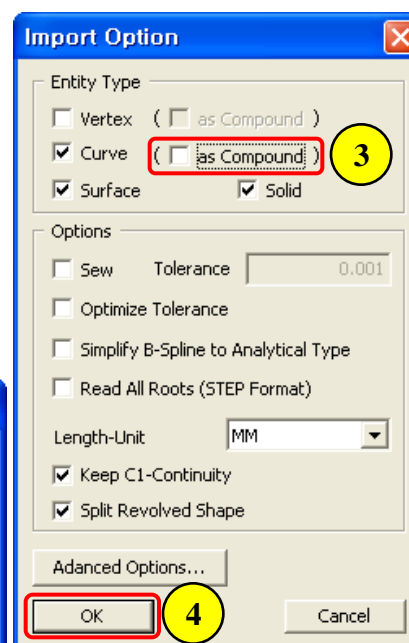 Import Option
Entity Type
Vertex ( as Compound )
Curve ( as Compound ) 3
Surface Solid
Options
Sew Tolerance 0.001
Optimize Tolerance
Simplify B-Spline to Analytical Type
Read All Roots (STEP Format)
Length-Unit MM
Keep C1-Continuity
Split Revolved Shape
Adanced Options...
OK 4 Cancel